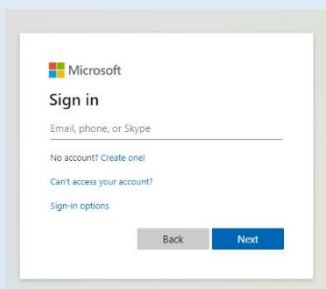 Microsoft
Sign in
Email, phone, or Skype
No account? Create one!
Can't access your account?
Sign-in options
Back Next